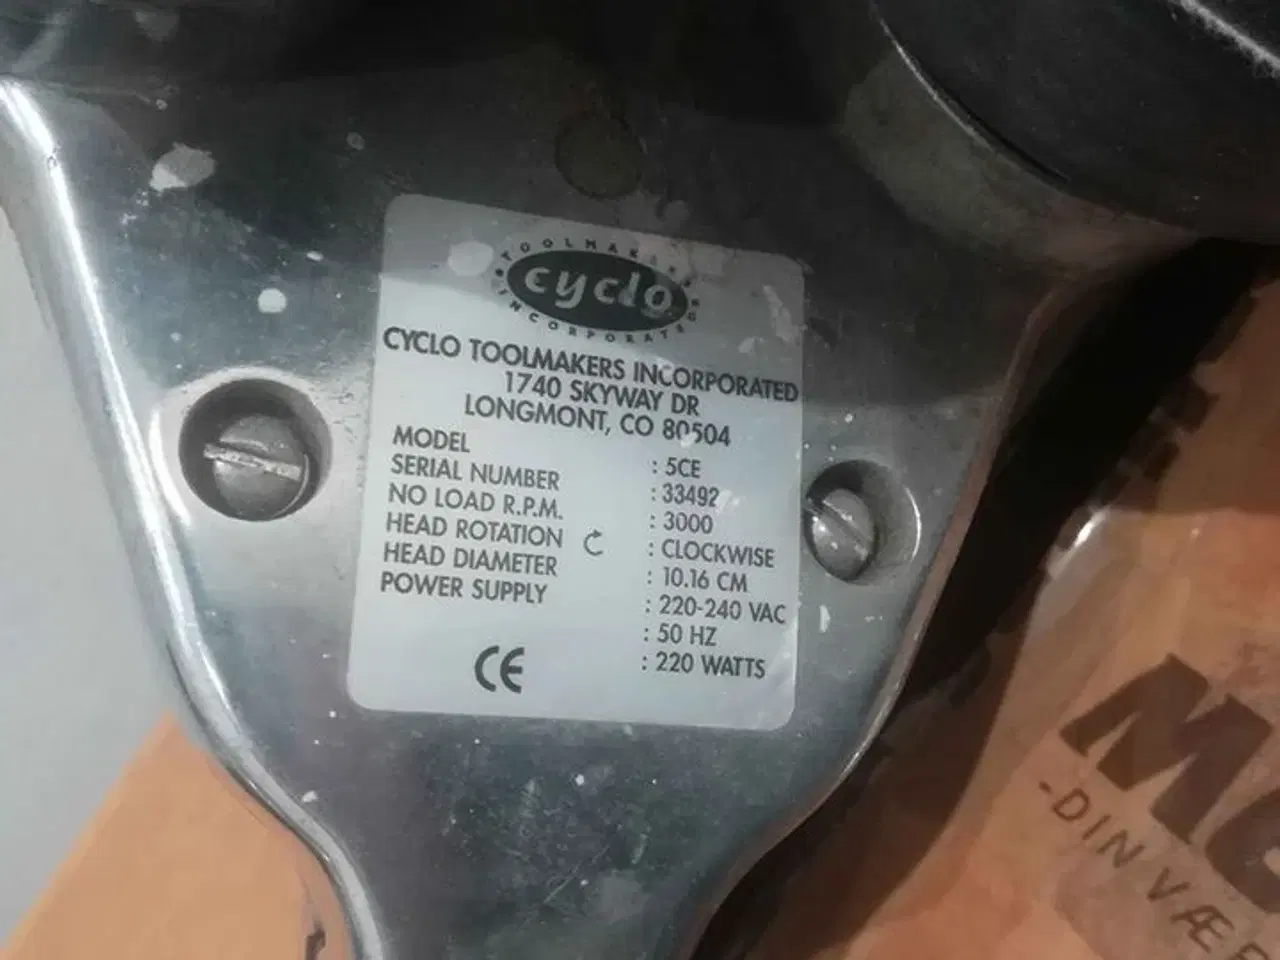 TOOLMAKERS
cyclo
INCORPORATED
CYCLO TOOLMAKERS INCORPORATED
1740 SKYWAY DR
LONGMONT, CO 80504
MODEL : 5CE
SERIAL NUMBER : 33492
NO LOAD R.P.M. : 3000
HEAD ROTATION : CLOCKWISE
HEAD DIAMETER : 10.16 CM
POWER SUPPLY : 220-240 VAC
: 50 HZ
: 220 WATTS
CE
-DIN